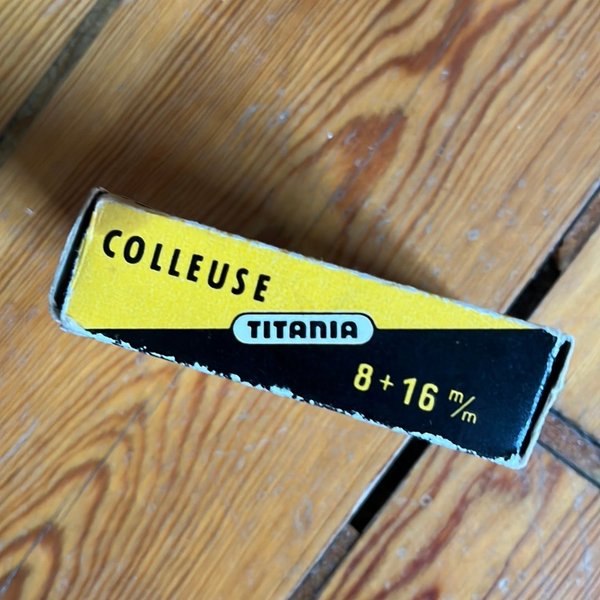 COLLEUSE
TITANIA
8 + 16 m/m